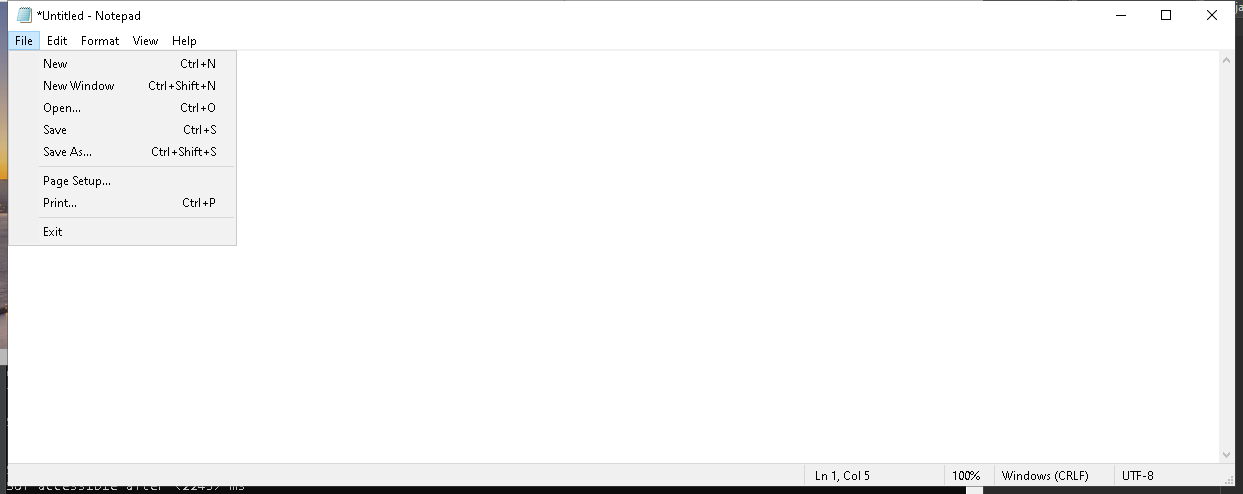 *Untitled - Notepad
File Edit Format View Help
New Ctrl+N
New Window Ctrl+Shift+N
Open... Ctrl+O
Save Ctrl+S
Save As... Ctrl+Shift+S
Page Setup...
Print... Ctrl+P
Exit
Ln 1, Col 5 100% Windows (CRLF) UTF-8
accessible after ms